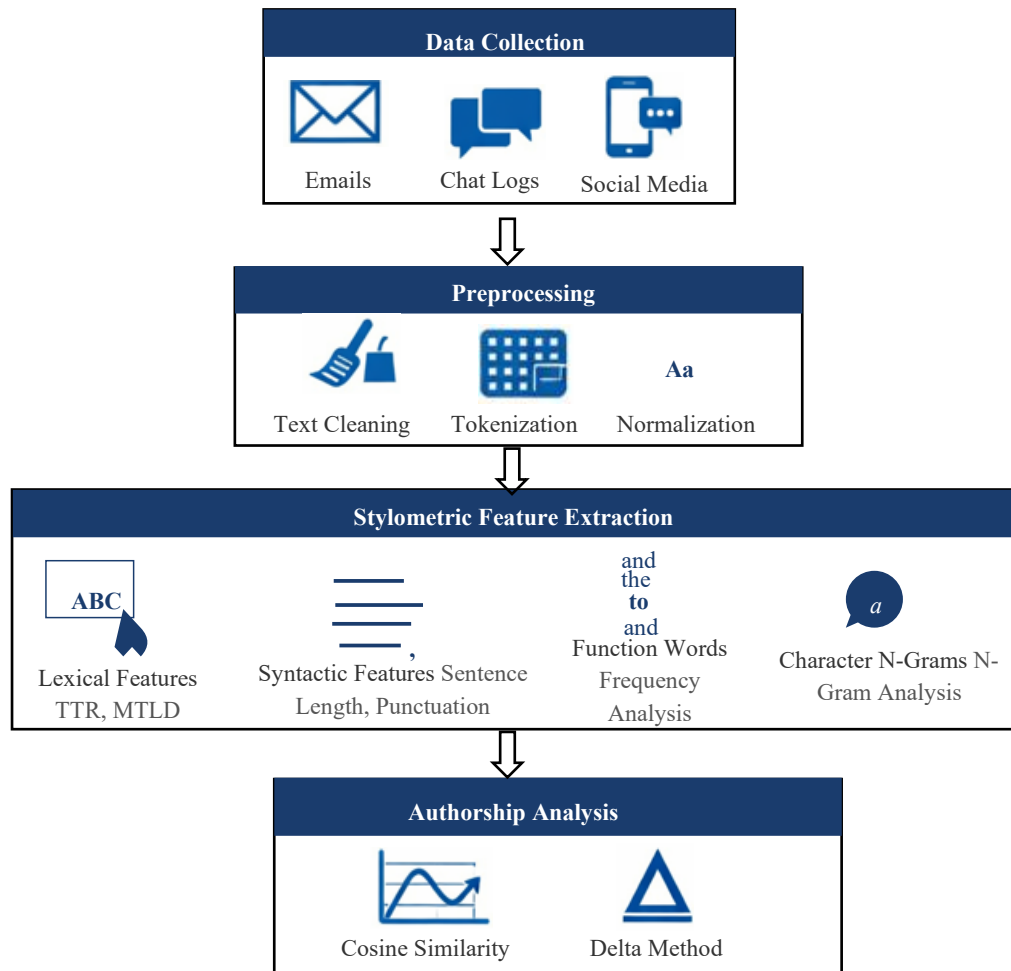 Data Collection
Emails
Chat Logs
Social Media
Preprocessing
Aa
Text Cleaning
Tokenization
Normalization
Stylometric Feature Extraction
ABC
Lexical Features
TTR, MTLD
,
Syntactic Features Sentence
Length, Punctuation
and
the
to
and
Function Words
Frequency
Analysis
a
Character N-Grams N-
Gram Analysis
Authorship Analysis
Cosine Similarity
Delta Method